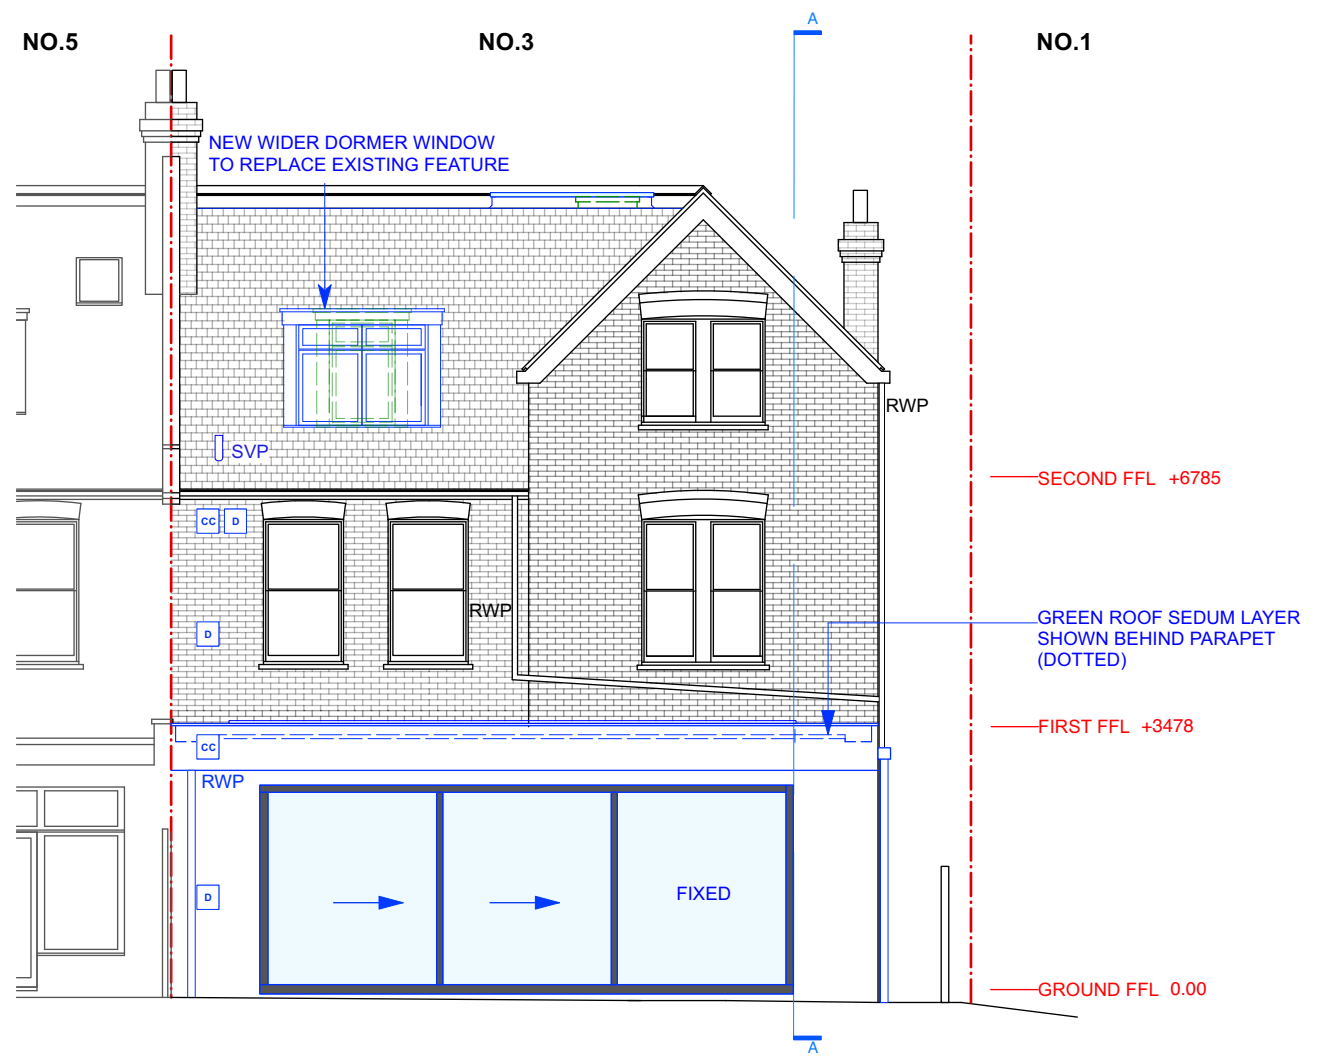 A
NO.5
NO.3
NO.1
NEW WIDER DORMER WINDOW
TO REPLACE EXISTING FEATURE
RWP
SVP
SECOND FFL +6785
CC
D
RWP
D
GREEN ROOF SEDUM LAYER
SHOWN BEHIND PARAPET
(DOTTED)
FIRST FFL +3478
CC
RWP
D
FIXED
GROUND FFL 0.00
A